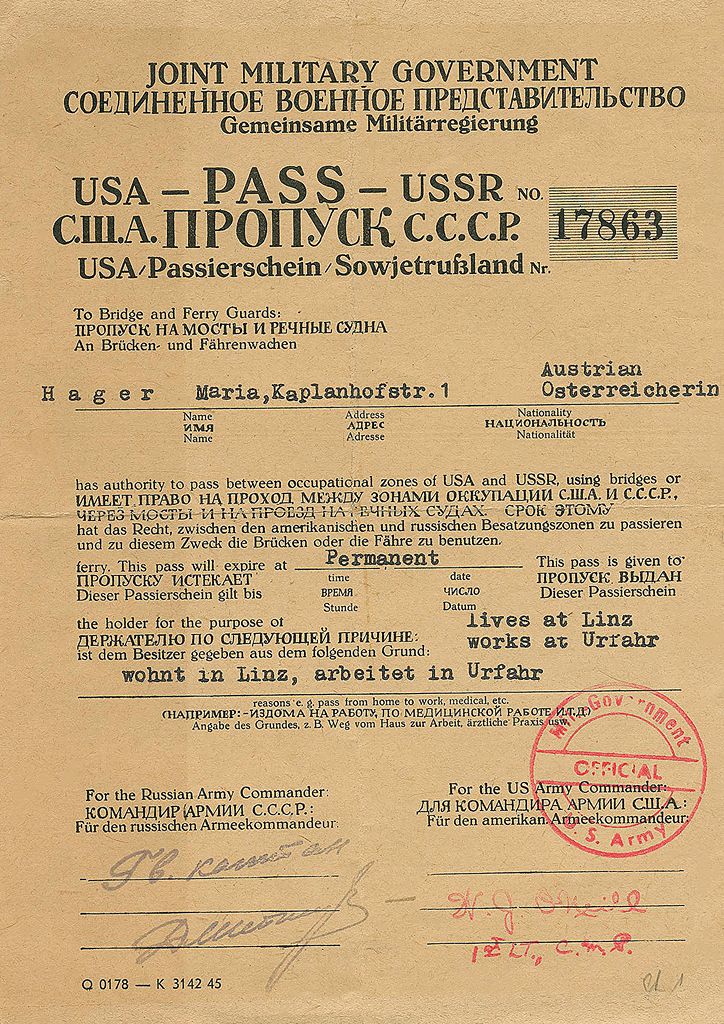 JOINT MILITARY GOVERNMENT
СОЕДИНЕННОЕ ВОЕННОЕ ПРЕДСТАВИТЕЛЬСТВО
Gemeinsame Militärregierung
USA – PASS – USSR NO.
С.Ш.А. ПРОПУСК С.С.С.Р.
17863
USA/Passierschein/Sowjetrußland Nr.
To Bridge and Ferry Guards:
ПРОПУСК НА МОСТЫ И РЕЧНЫЕ СУДНА
An Brücken- und Fährenwachen
Austrian
Hager Maria,Kaplanhofstr.1 Osterreicherin
Name Address Nationality
ИМЯ АДРЕС НАЦИОНАЛЬНОСТЬ
Name Adresse Nationalität
has authority to pass between occupational zones of USA and USSR, using bridges or
ИМЕЕТ ПРАВО НА ПРОХОД МЕЖДУ ЗОНАМИ ОККУПАЦИИ С.Ш.А. И С.С.С.Р.,
ЧЕРЕЗ МОСТЫ И НА ПРОЕЗД НА РЕЧНЫХ СУДАХ. СРОК ЭТОМУ
hat das Recht, zwischen den amerikanischen und russischen Besatzungszonen zu passieren
und zu diesem Zweck die Brücken oder die Fähre zu benutzen.
ferry. This pass will expire at Permanent This pass is given to
ПРОПУСКУ ИСТЕКАЕТ time date ПРОПУСК ВЫДАН
Dieser Passierschein gilt bis ВРЕМЯ ЧИСЛО Dieser Passierschein
Stunde Datum
the holder for the purpose of lives at Linz
ДЕРЖАТЕЛЮ ПО СЛЕДУЮЩЕЙ ПРИЧИНЕ: works at Urfahr
ist dem Besitzer gegeben aus dem folgenden Grund:
wohnt in Linz, arbeitet in Urfahr
reasons e. g. pass from home to work, medical, etc.
(НАПРИМЕР:-ИЗДОМА НА РАБОТУ, ПО МЕДИЦИНСКОЙ РАБОТЕ И.Т.Д.)
Angabe des Grundes, z. B. Weg vom Haus zur Arbeit, ärztliche Praxis usw.
Mil. Government
OFFICIAL
U. S. Army
For the Russian Army Commander:
КОМАНДИР АРМИИ С.С.С.Р.:
Für den russischen Armeekommandeur:
For the US Army Commander:
ДЛЯ КОМАНДИРА АРМИИ С.Ш.А.:
Für den amerikan. Armeekommandeur:
1st LT., C.M.P.
Q 0178 — K 3142 45